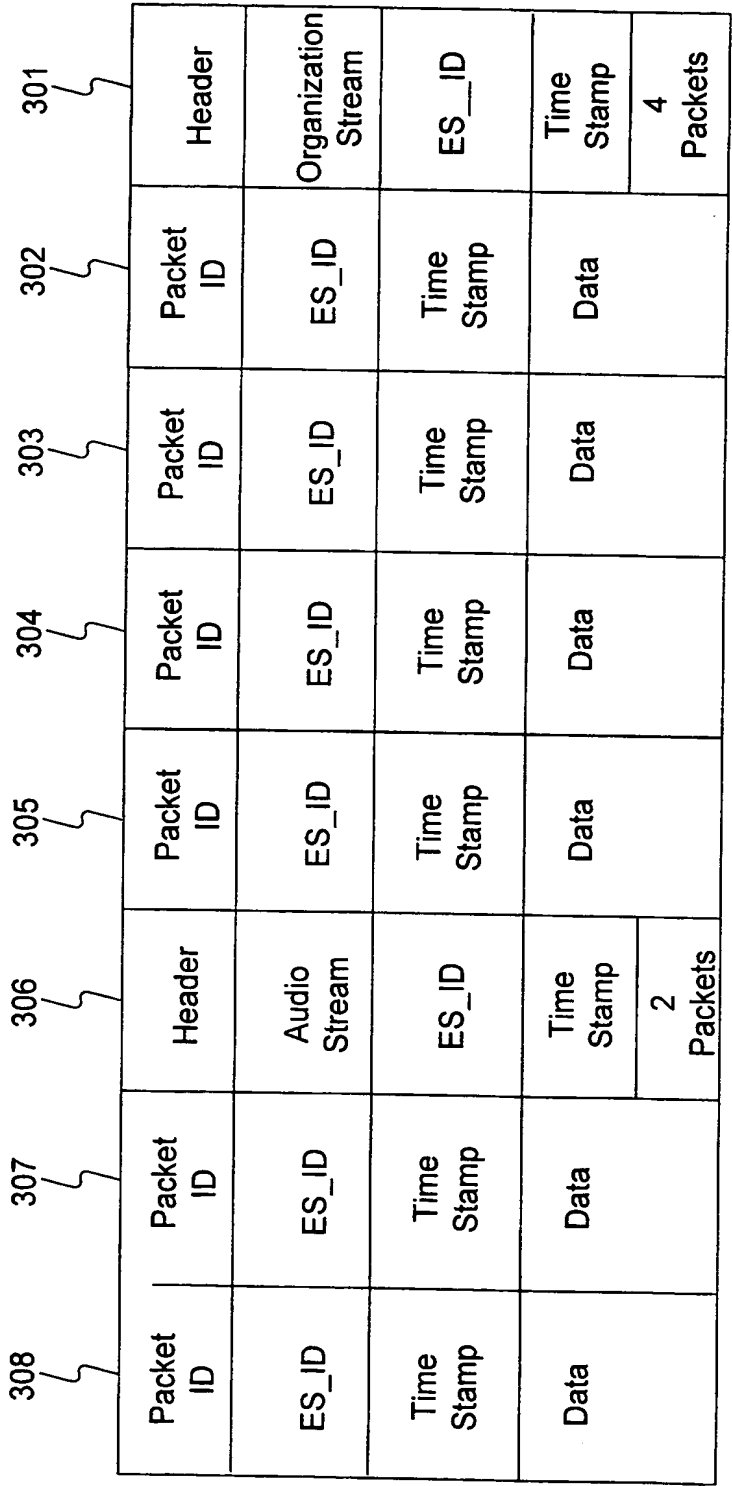 308 307 306 305 304 303 302 301
Packet ID Packet ID Header Packet ID Packet ID Packet ID Packet ID Header
ES_ID ES_ID Audio Stream ES_ID ES_ID ES_ID ES_ID Organization Stream
Time Stamp Time Stamp ES_ID Time Stamp Time Stamp Time Stamp Time Stamp ES_ID
Data Data Time Stamp Data Data Data Data Time Stamp
2 Packets 4 Packets